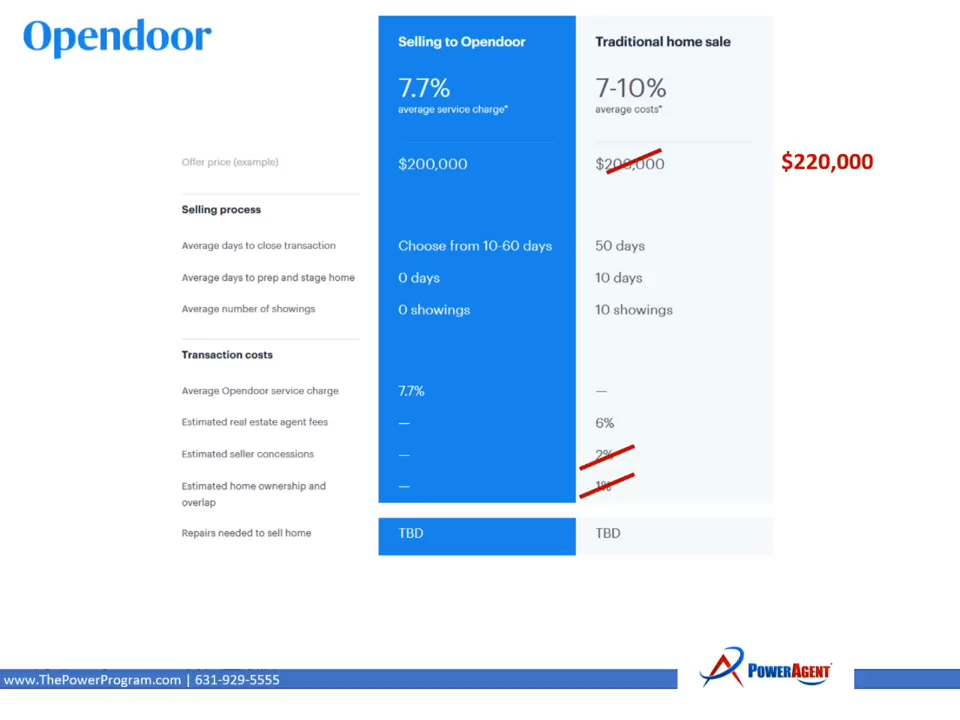 Opendoor
Selling to Opendoor
Traditional home sale
7.7%
7-10%
average service charge*
average costs*
Offer price (example)
$200,000
$200,000
$220,000
Selling process
Average days to close transaction
Choose from 10-60 days
50 days
Average days to prep and stage home
0 days
10 days
Average number of showings
0 showings
10 showings
Transaction costs
Average Opendoor service charge
7.7%
—
Estimated real estate agent fees
—
6%
Estimated seller concessions
—
2%
Estimated home ownership and
overlap
—
1%
Repairs needed to sell home
TBD
TBD
www.ThePowerProgram.com | 631-929-5555
POWERAGENT